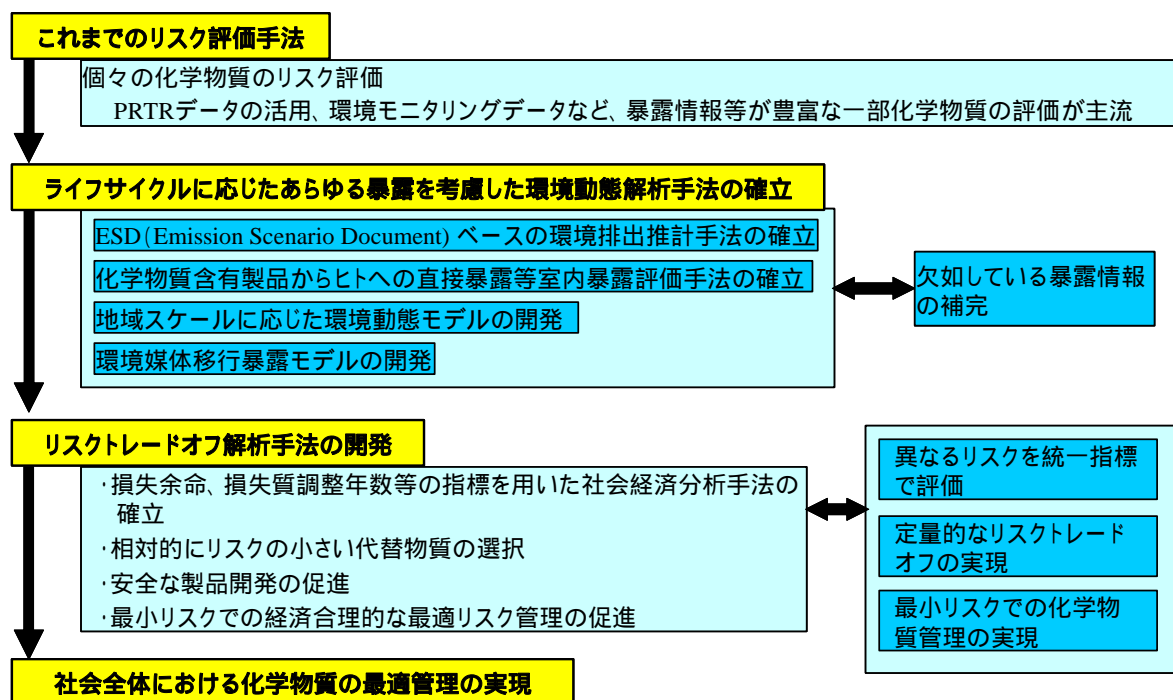 これまでのリスク評価手法
個々の化学物質のリスク評価
PRTRデータの活用、環境モニタリングデータなど、暴露情報等が豊富な一部化学物質の評価が主流
ライフサイクルに応じたあらゆる暴露を考慮した環境動態解析手法の確立
ESD(Emission Scenario Document) ベースの環境排出推計手法の確立
化学物質含有製品からヒトへの直接暴露等室内暴露評価手法の確立
地域スケールに応じた環境動態モデルの開発
環境媒体移行暴露モデルの開発
欠如している暴露情報
の補完
リスクトレードオフ解析手法の開発
・損失余命、損失質調整年数等の指標を用いた社会経済分析手法の
確立
・相対的にリスクの小さい代替物質の選択
・安全な製品開発の促進
・最小リスクでの経済合理的な最適リスク管理の促進
異なるリスクを統一指標
で評価
定量的なリスクトレード
オフの実現
最小リスクでの化学物
質管理の実現
社会全体における化学物質の最適管理の実現